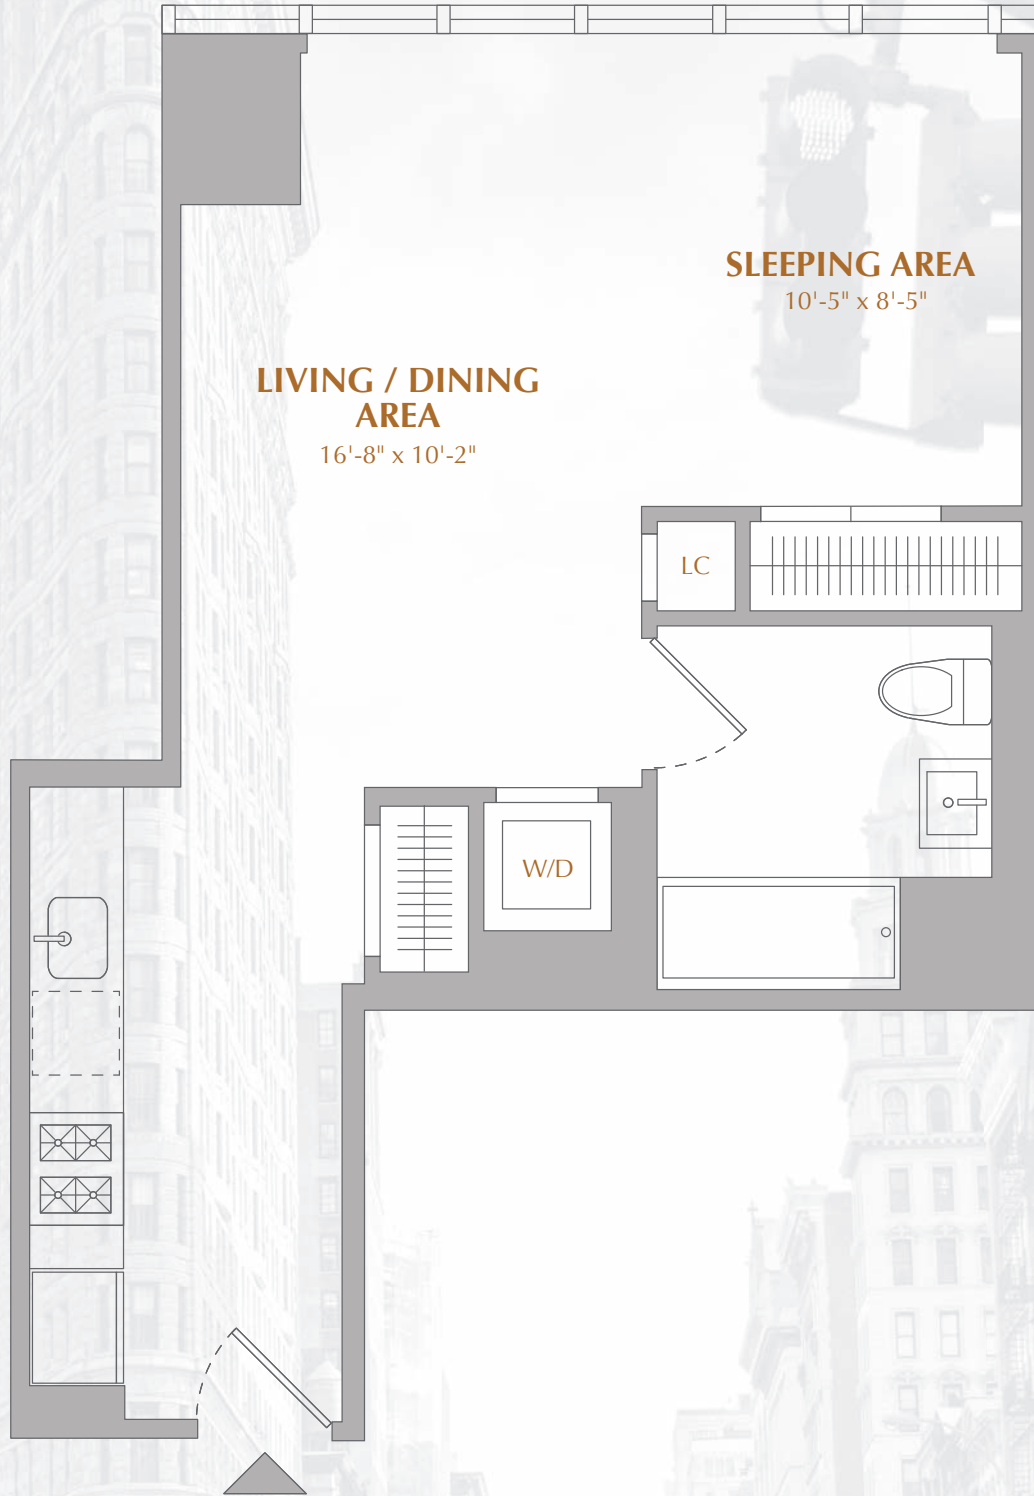 SLEEPING AREA
10'-5" x 8'-5"
LIVING / DINING
AREA
16'-8" x 10'-2"
LC
W/D